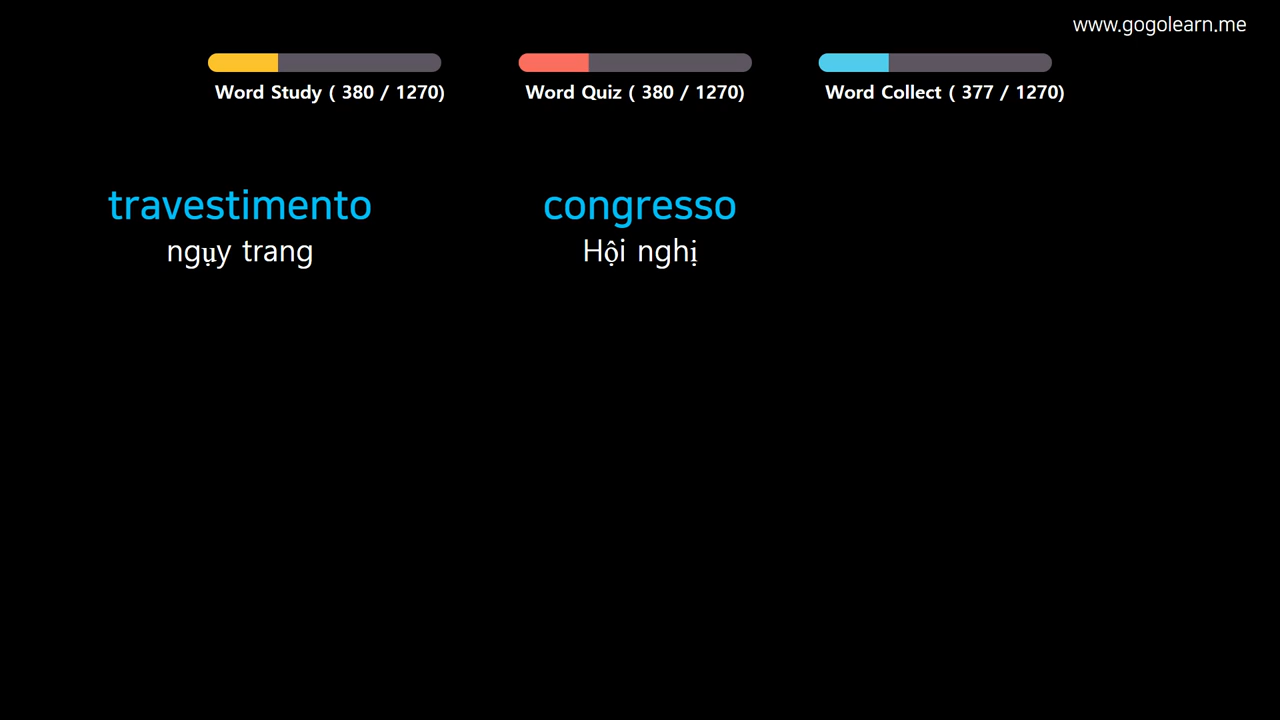 www.gogolearn.me
Word Study ( 380 / 1270)
Word Quiz ( 380 / 1270)
Word Collect ( 377 / 1270)
travestimento
ngụy trang
congresso
Hội nghị